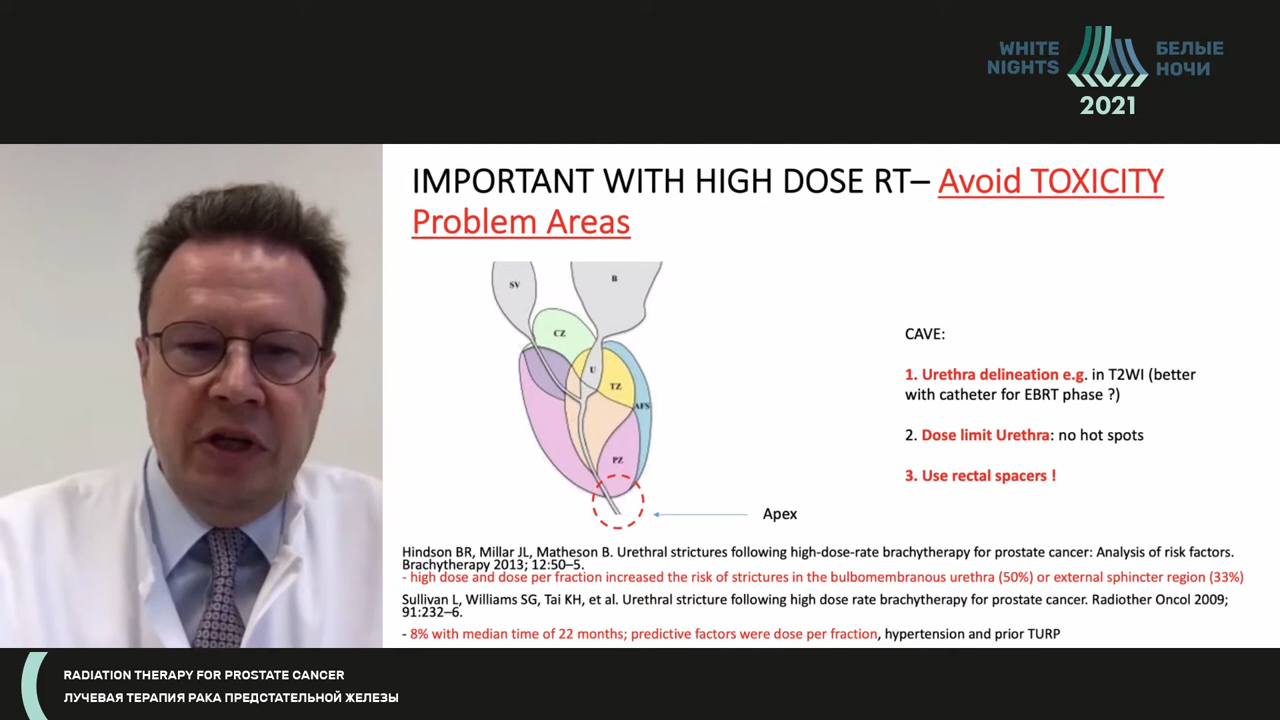 WHITE
NIGHTS
БЕЛЫЕ
НОЧИ
2021
IMPORTANT WITH HIGH DOSE RT– Avoid TOXICITY
Problem Areas
SV
B
CZ
U
TZ
AFS
PZ
Apex
CAVE:
1. Urethra delineation e.g. in T2WI (better
with catheter for EBRT phase ?)
2. Dose limit Urethra: no hot spots
3. Use rectal spacers !
Hindson BR, Millar JL, Matheson B. Urethral strictures following high-dose-rate brachytherapy for prostate cancer: Analysis of risk factors.
Brachytherapy 2013; 12:50–5.
- high dose and dose per fraction increased the risk of strictures in the bulbomembranous urethra (50%) or external sphincter region (33%)
Sullivan L, Williams SG, Tai KH, et al. Urethral stricture following high dose rate brachytherapy for prostate cancer. Radiother Oncol 2009;
91:232–6.
- 8% with median time of 22 months; predictive factors were dose per fraction, hypertension and prior TURP
RADIATION THERAPY FOR PROSTATE CANCER
ЛУЧЕВАЯ ТЕРАПИЯ РАКА ПРЕДСТАТЕЛЬНОЙ ЖЕЛЕЗЫ